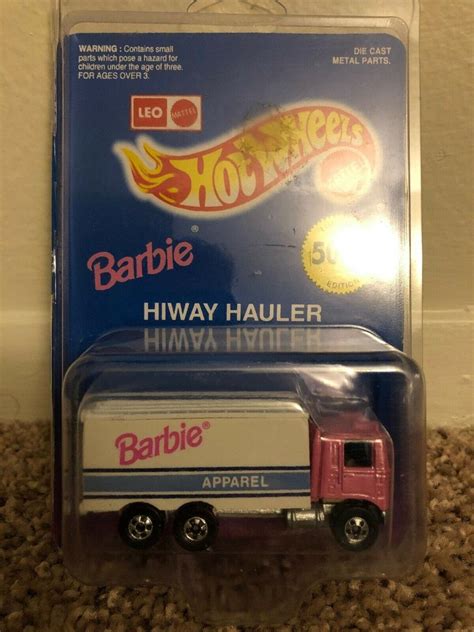 WARNING : Contains small
parts which pose a hazard for
children under the age of three.
FOR AGES OVER 3.
DIE CAST
METAL PARTS.
LEO MATTEL
HOT WHEELS
Barbie®
EDITION
HIWAY HAULER
Barbie®
APPAREL